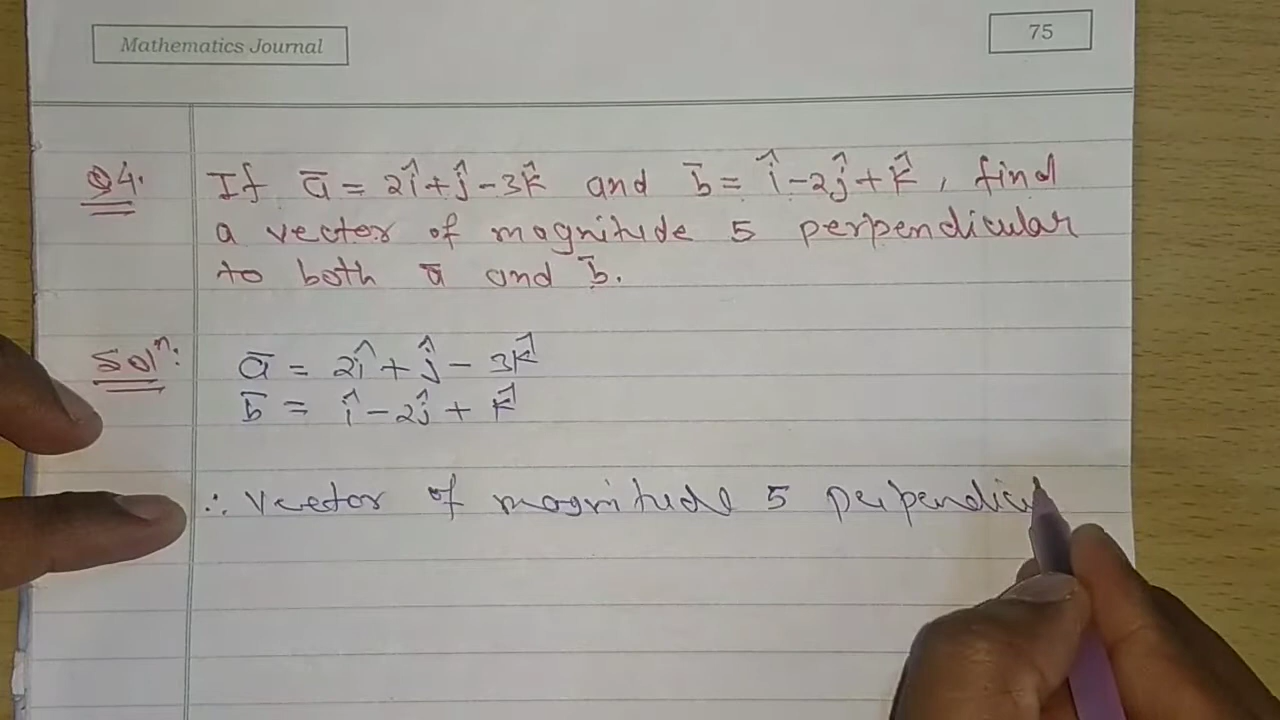 Mathematics Journal
75
Q4. If a̅ = 2î + ĵ - 3k̂ and b̅ = î - 2ĵ + k̂, find
a vector of magnitude 5 perpendicular
to both a̅ and b̅.
Solⁿ: a̅ = 2î + ĵ - 3k̂
b̅ = î - 2ĵ + k̂
∴ vector of magnitude 5 perpendicu